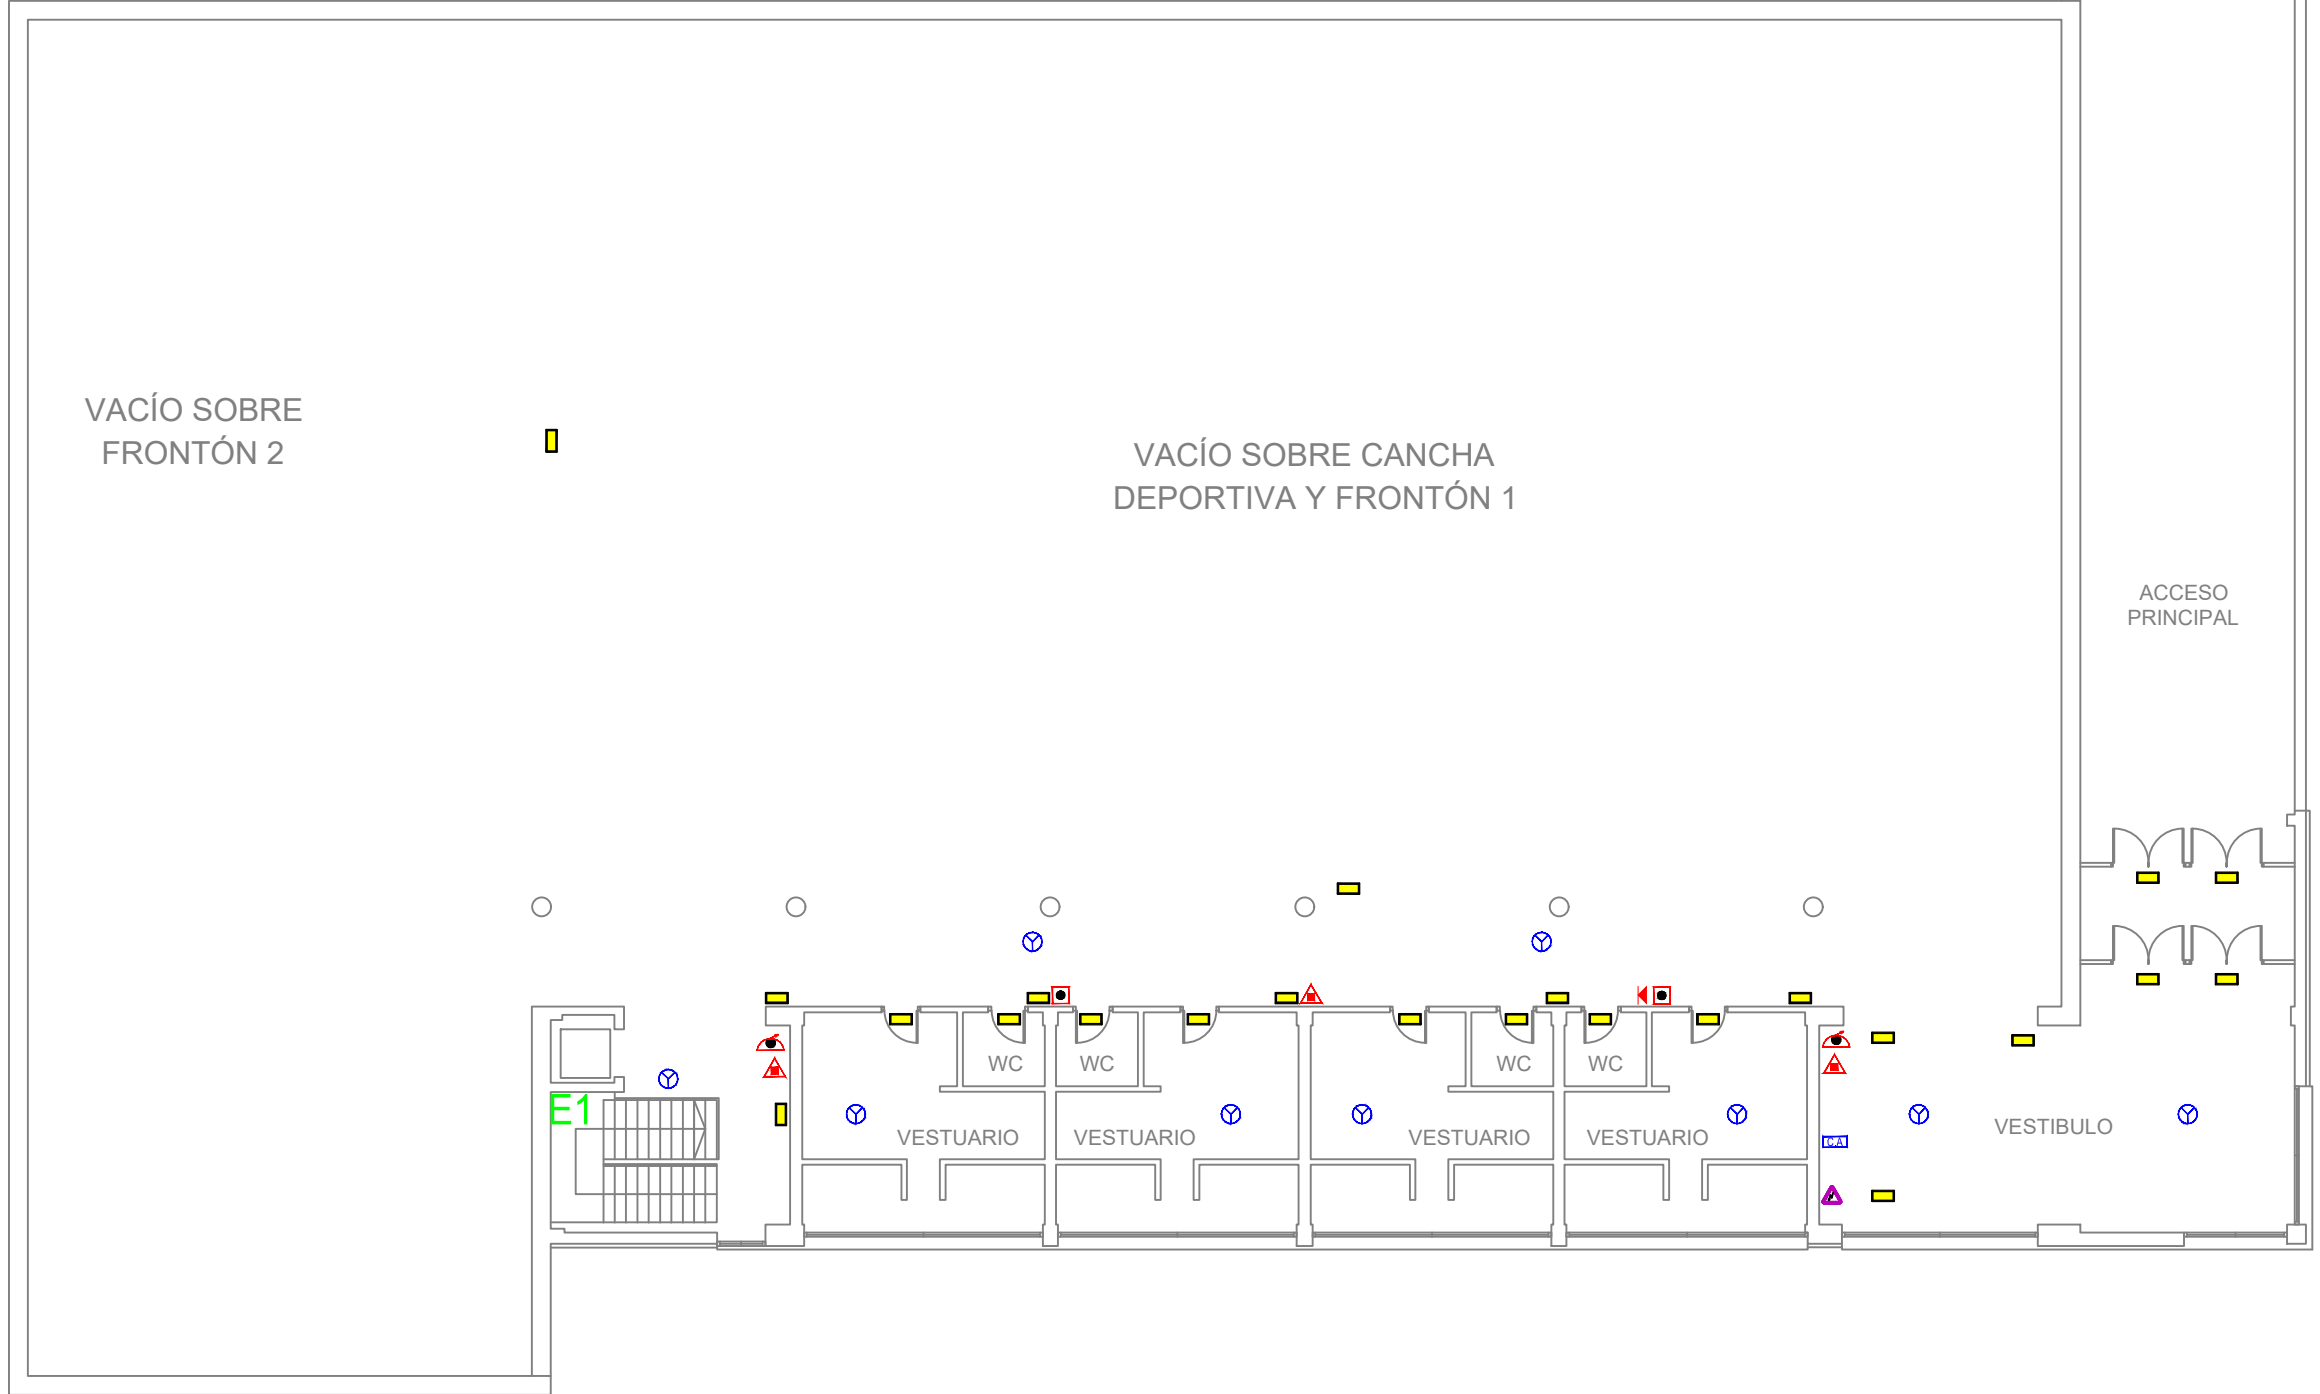 VACÍO SOBRE
FRONTÓN 2
VACÍO SOBRE CANCHA
DEPORTIVA Y FRONTÓN 1
ACCESO
PRINCIPAL
WC
WC
WC
WC
E1
VESTUARIO
VESTUARIO
VESTUARIO
VESTUARIO
VESTIBULO
C.A